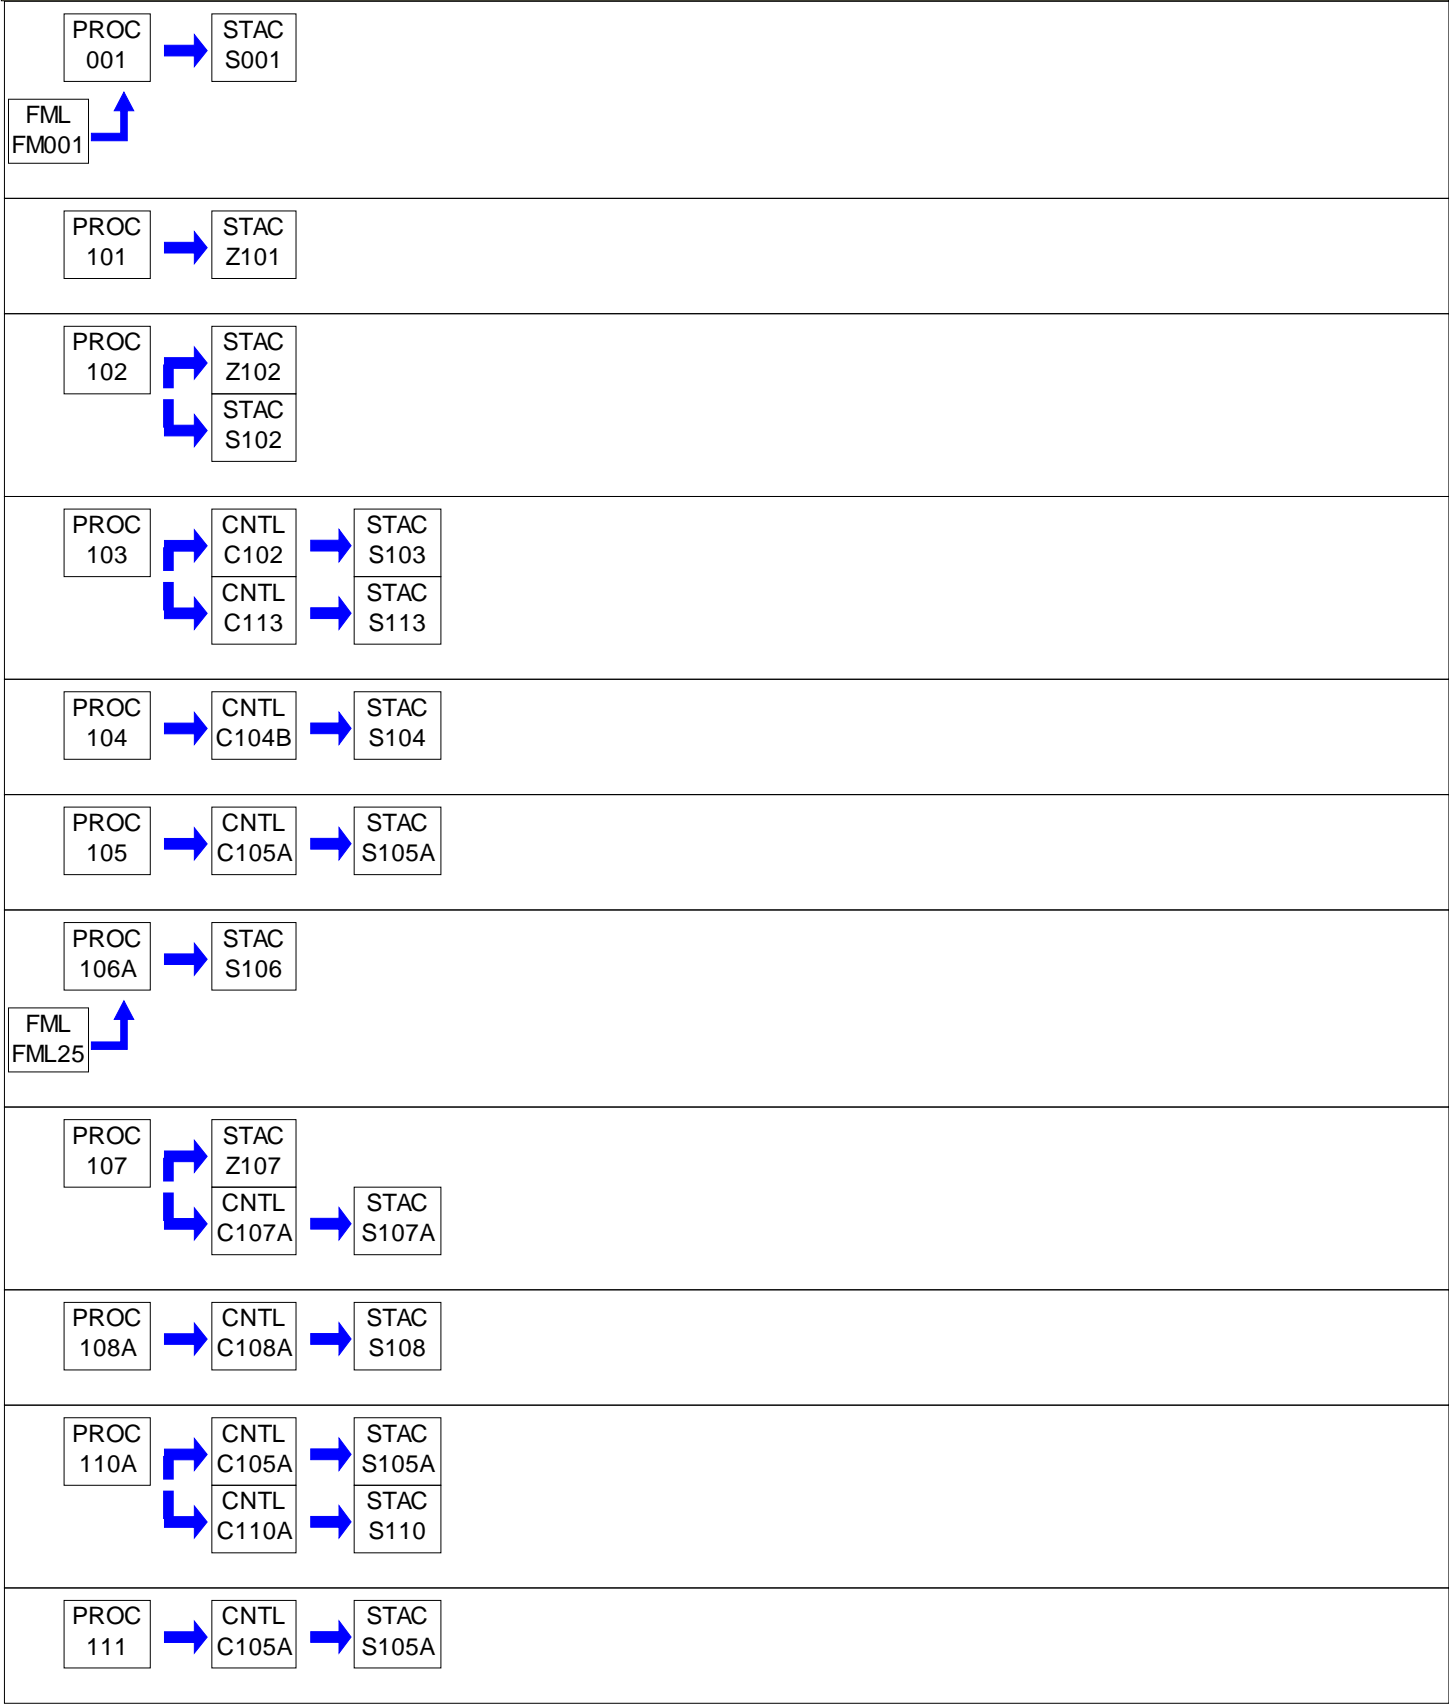 PROC
001
STAC
S001
FML
FM001
PROC
101
STAC
Z101
PROC
102
STAC
Z102
STAC
S102
PROC
103
CNTL
C102
STAC
S103
CNTL
C113
STAC
S113
PROC
104
CNTL
C104B
STAC
S104
PROC
105
CNTL
C105A
STAC
S105A
PROC
106A
STAC
S106
FML
FML25
PROC
107
STAC
Z107
CNTL
C107A
STAC
S107A
PROC
108A
CNTL
C108A
STAC
S108
PROC
110A
CNTL
C105A
STAC
S105A
CNTL
C110A
STAC
S110
PROC
111
CNTL
C105A
STAC
S105A